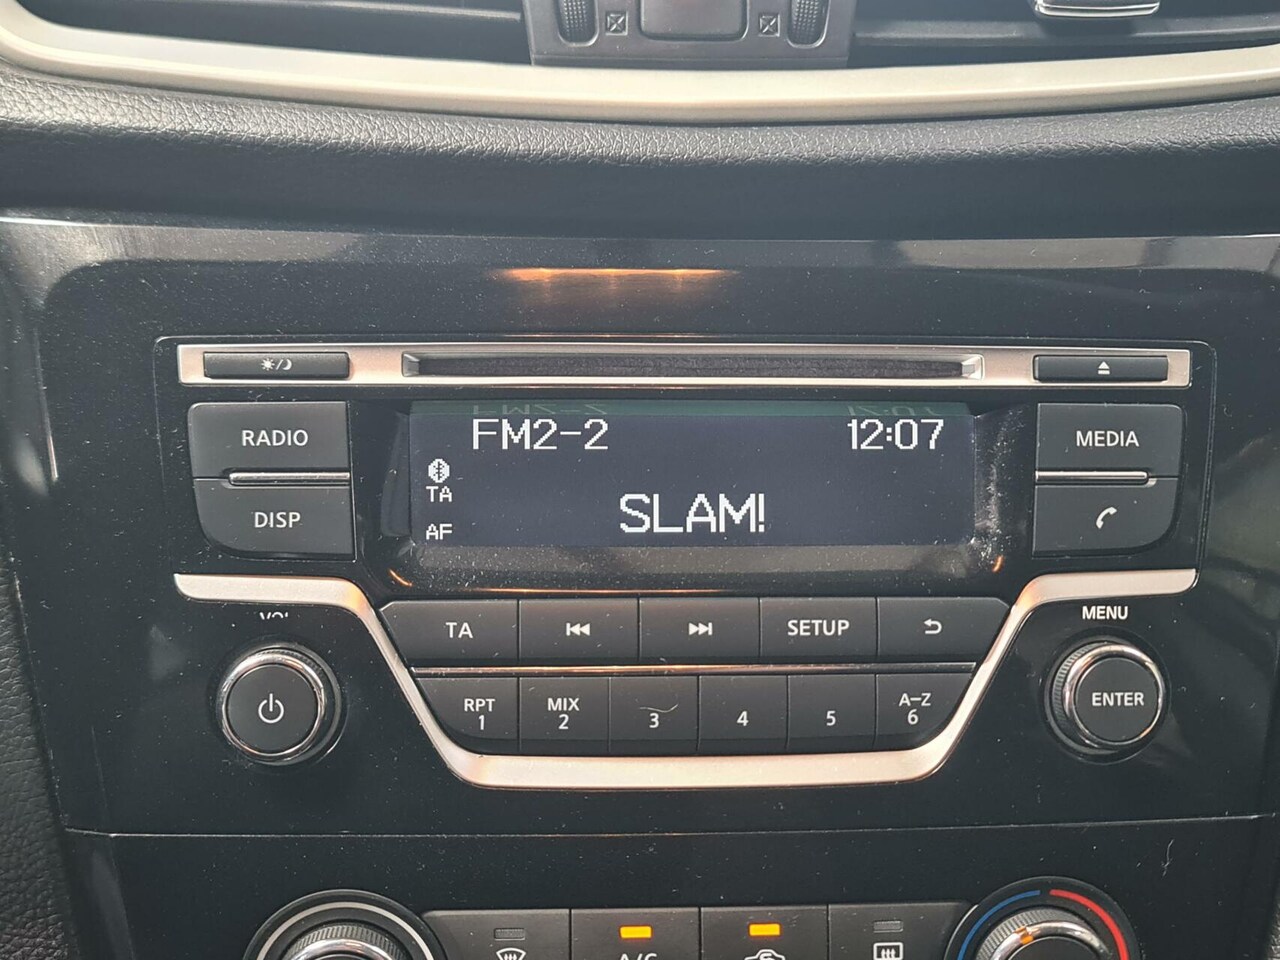 FM2-2 12:07
RADIO
MEDIA
TA
SLAM!
DISP
AF
VOL
MENU
TA
SETUP
RPT
1
MIX
2
3
4
5
A-Z
6
ENTER
A/C